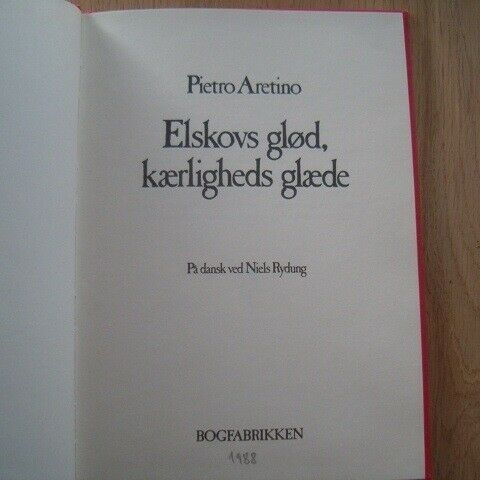 Pietro Aretino
Elskovs glød,
kærligheds glæde
På dansk ved Niels Rydung
BOGFABRIKKEN
1988